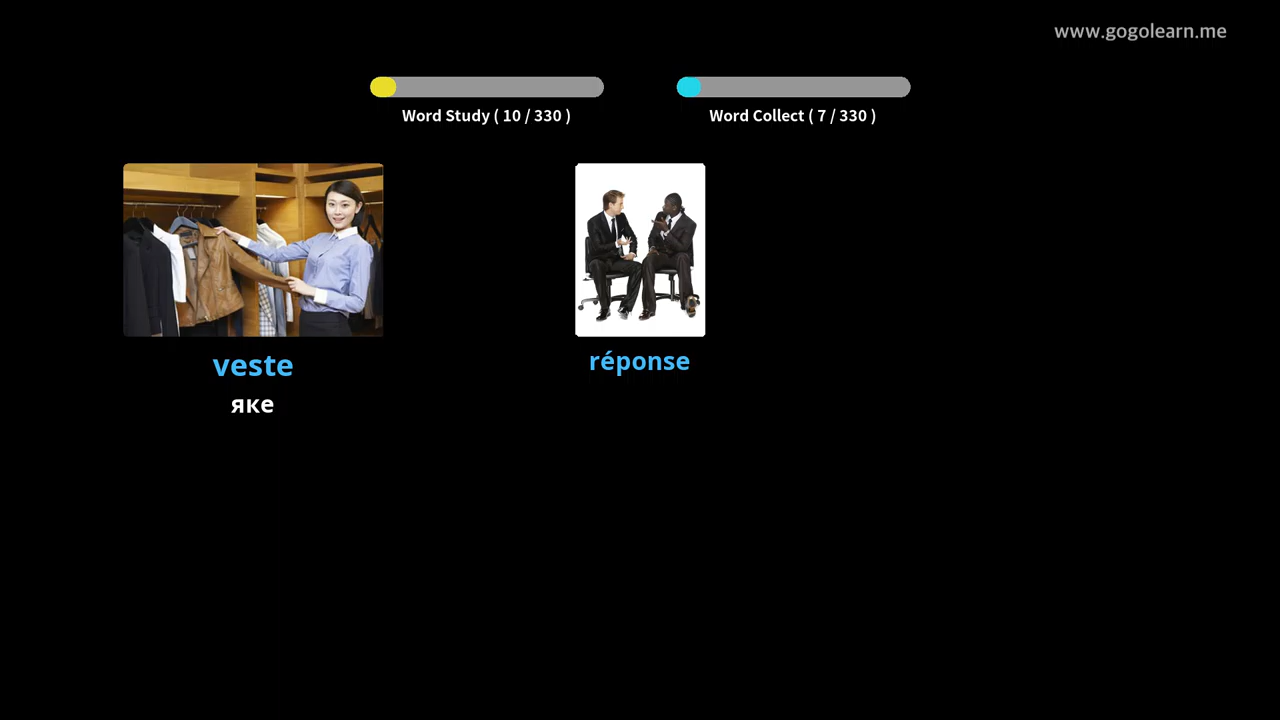 www.gogolearn.me
Word Study ( 10 / 330 )
Word Collect ( 7 / 330 )
veste
яке
réponse